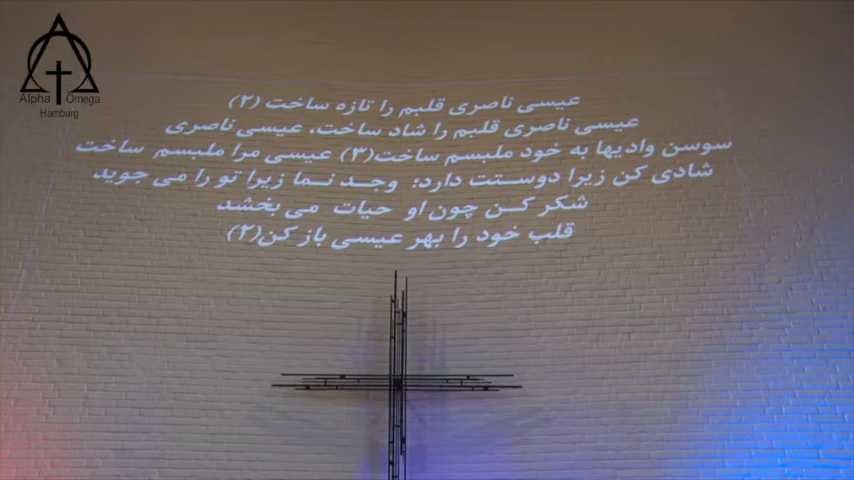 Alpha Omega
Hamburg
عیسی ناصری قلبم را تازه ساخت (۲)
عیسی ناصری قلبم را شاد ساخت، عیسی ناصری
سوسن وادیها به خود ملبسم ساخت(۳) عیسی مرا ملبسم ساخت
شادی کن زیرا دوستت دارد؛ وجد نما زیرا تو را می جوید
شکر کن چون او حیات می بخشد
قلب خود را بهر عیسی باز کن(۲)